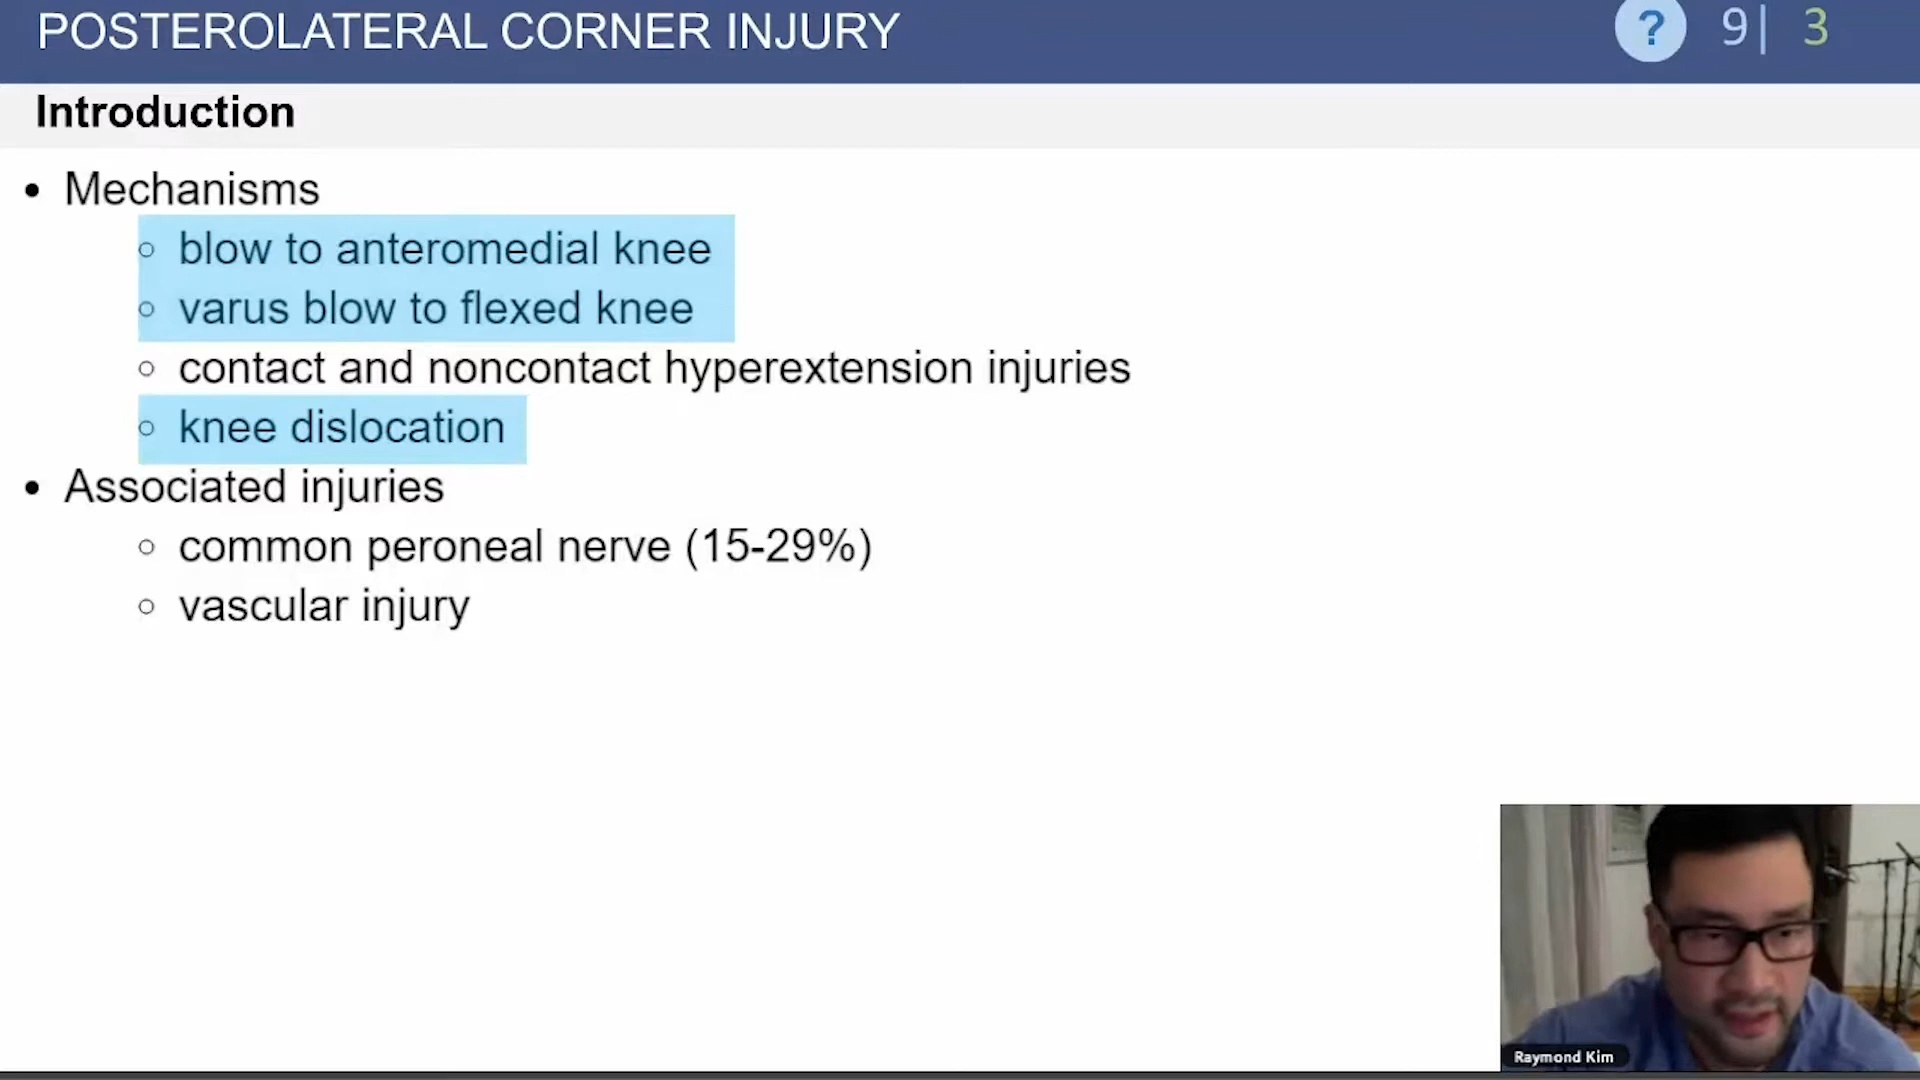 POSTEROLATERAL CORNER INJURY
? 9| 3
Introduction
• Mechanisms
○ blow to anteromedial knee
○ varus blow to flexed knee
○ contact and noncontact hyperextension injuries
○ knee dislocation
• Associated injuries
○ common peroneal nerve (15-29%)
○ vascular injury
Raymond Kim